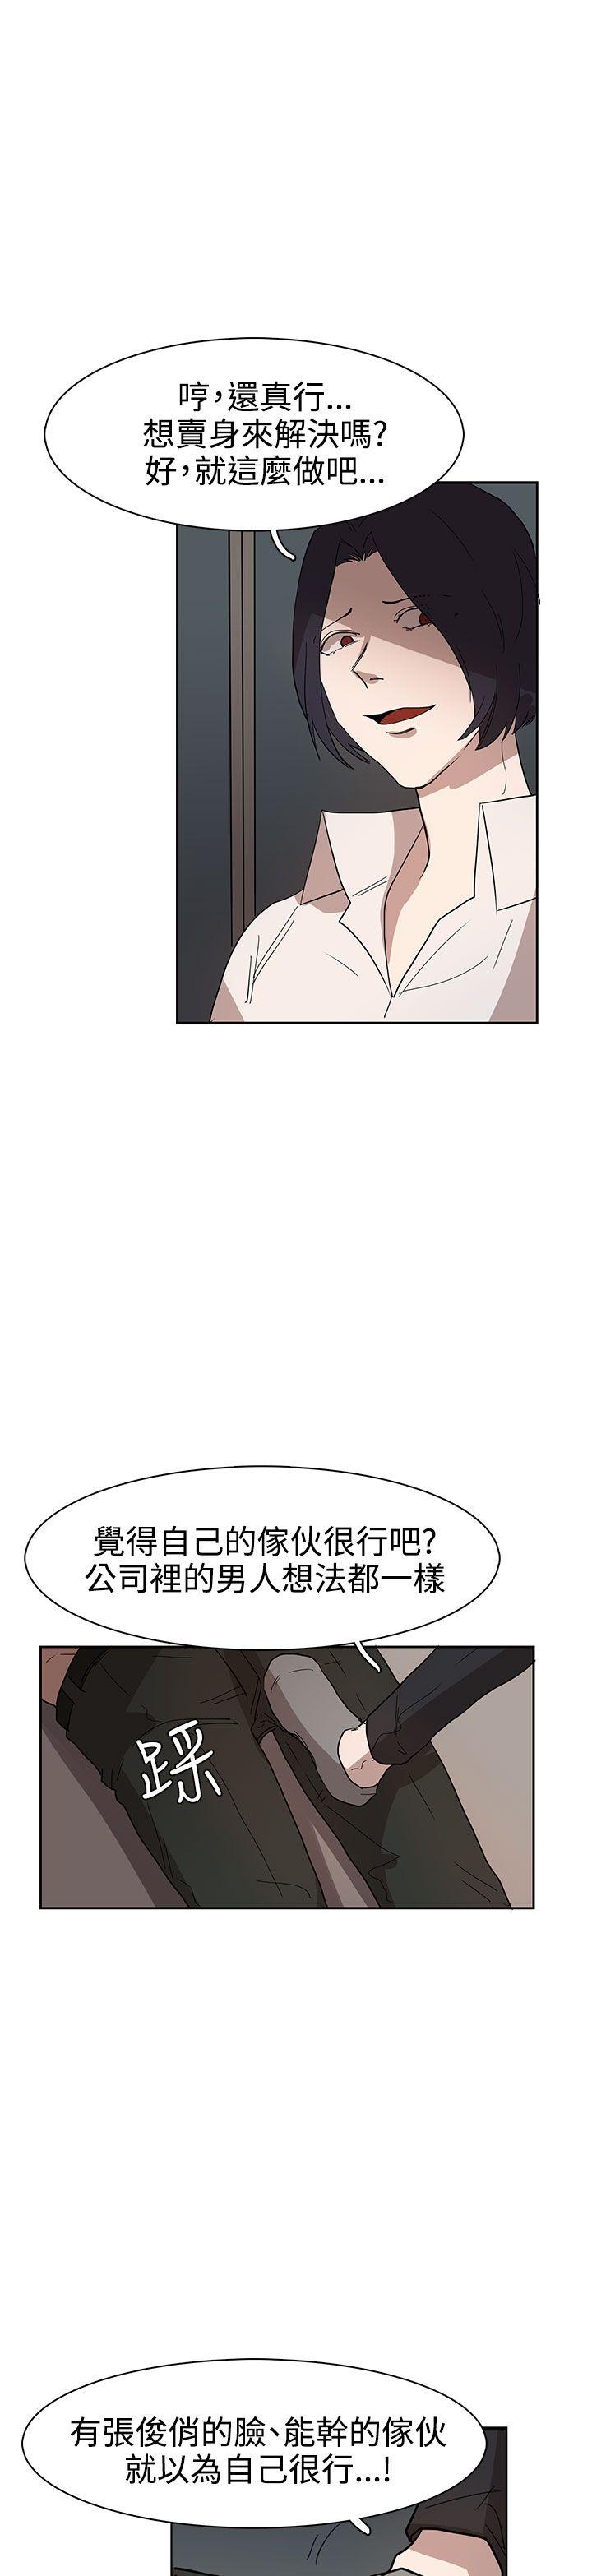 哼，還真行...
想賣身來解決嗎?
好，就這麼做吧...
覺得自己的傢伙很行吧?
公司裡的男人想法都一樣
踩
有張俊俏的臉、能幹的傢伙
就以為自己很行...!